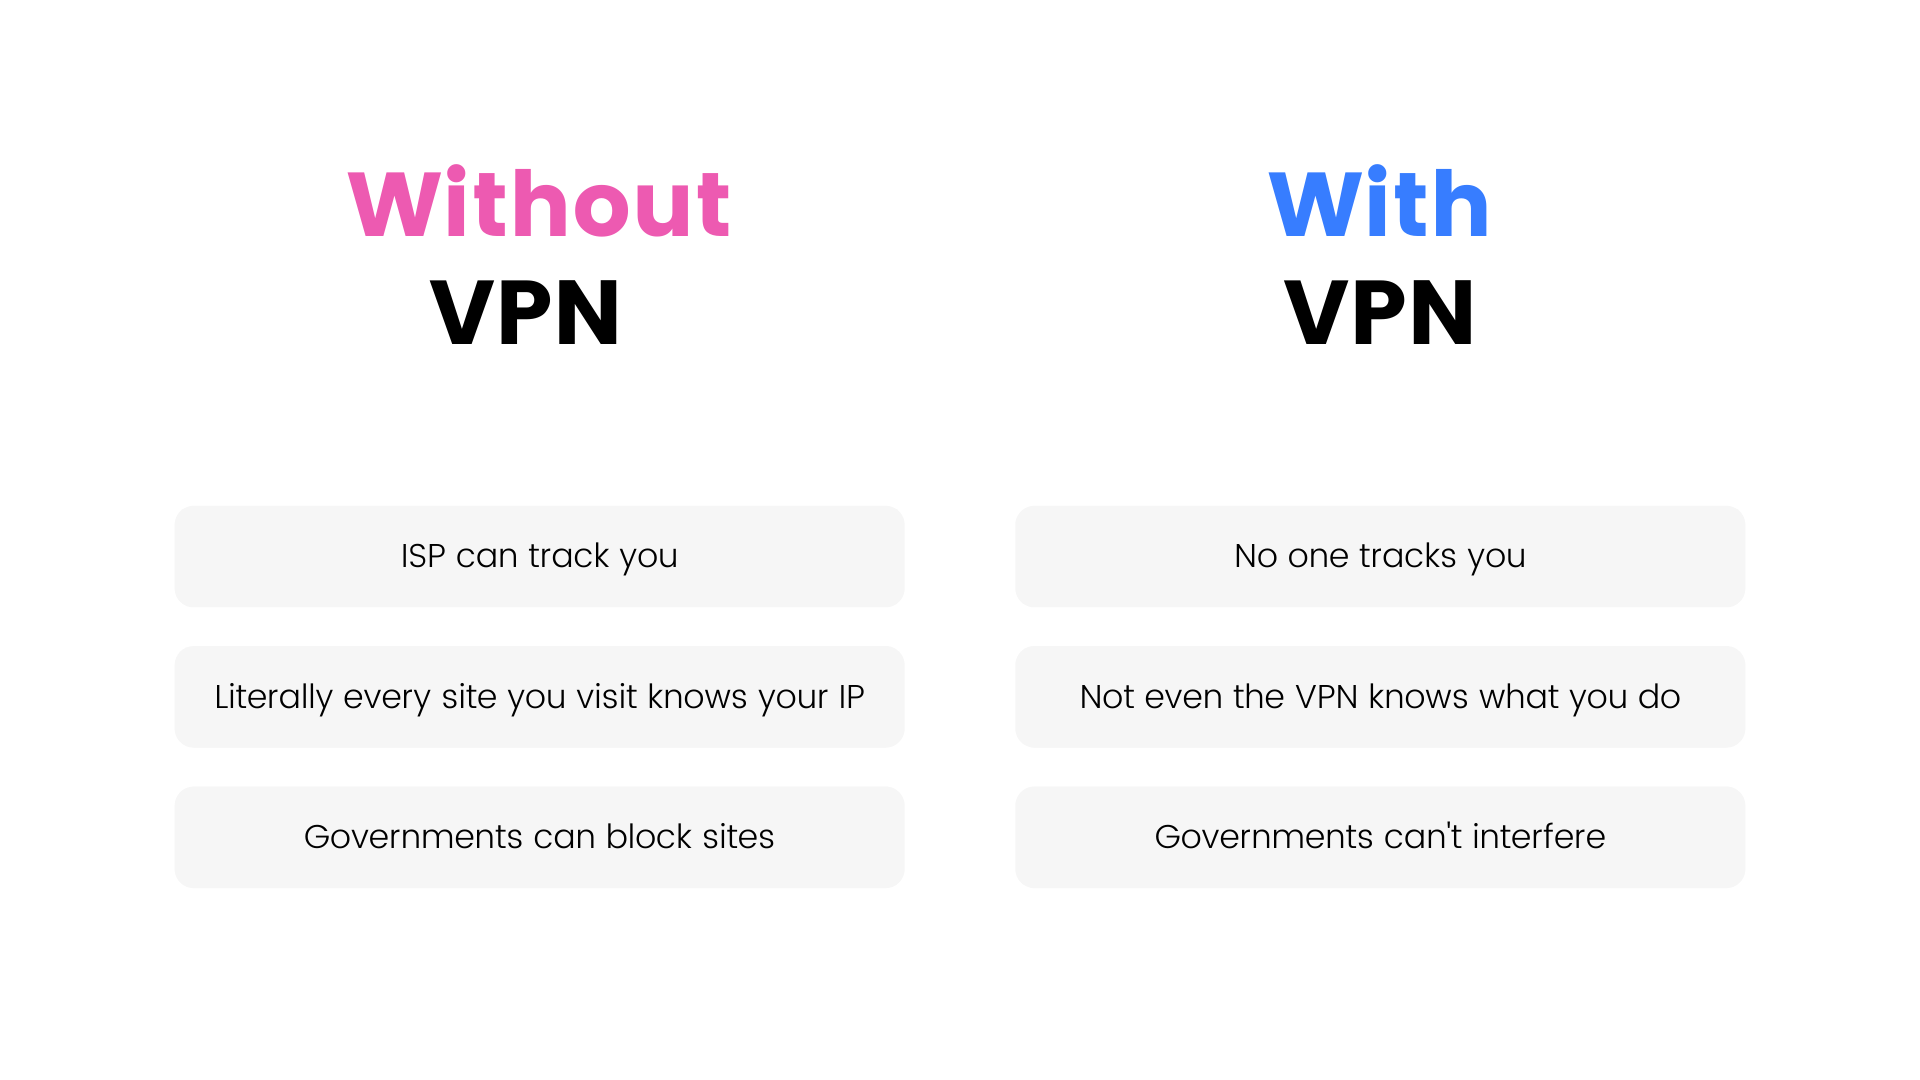 Without
VPN
ISP can track you
Literally every site you visit knows your IP
Governments can block sites
With
VPN
No one tracks you
Not even the VPN knows what you do
Governments can't interfere